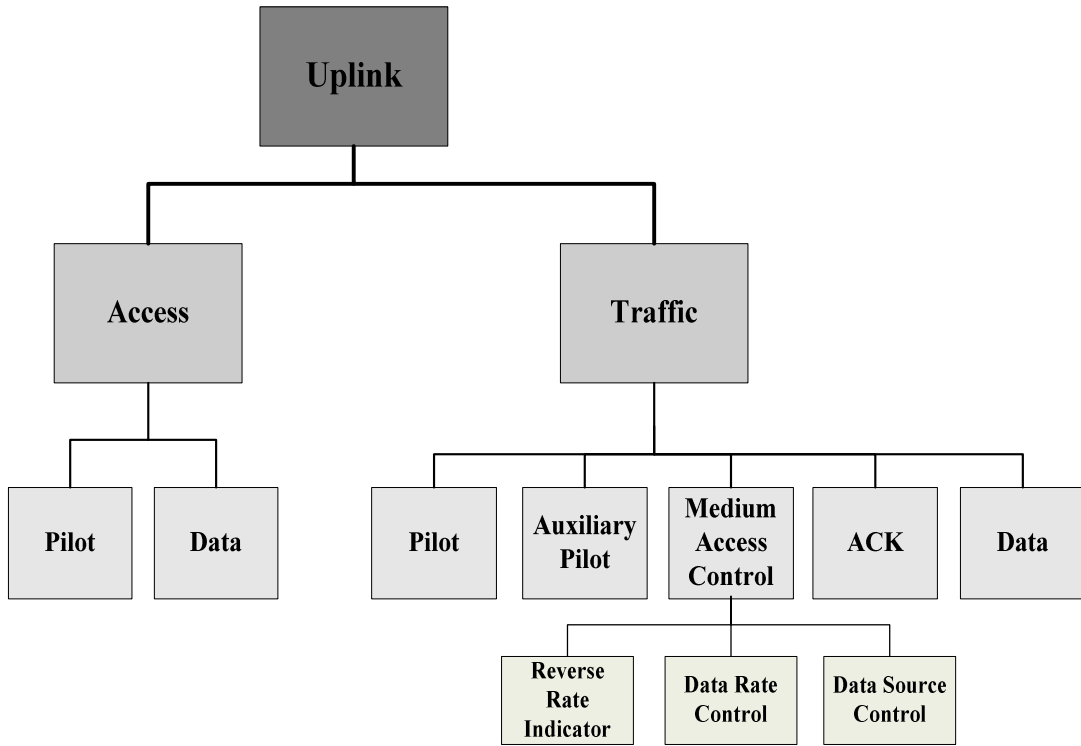 Uplink
Access
Traffic
Pilot
Data
Pilot
Auxiliary
Pilot
Medium
Access
Control
ACK
Data
Reverse
Rate
Indicator
Data Rate
Control
Data Source
Control